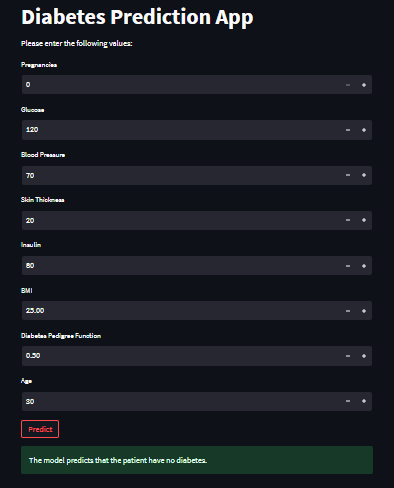 Diabetes Prediction App
Please enter the following values:
Pregnancies
0
Glucose
120
Blood Pressure
70
Skin Thickness
20
Insulin
80
BMI
25.00
Diabetes Pedigree Function
0.50
Age
30
Predict
The model predicts that the patient have no diabetes.